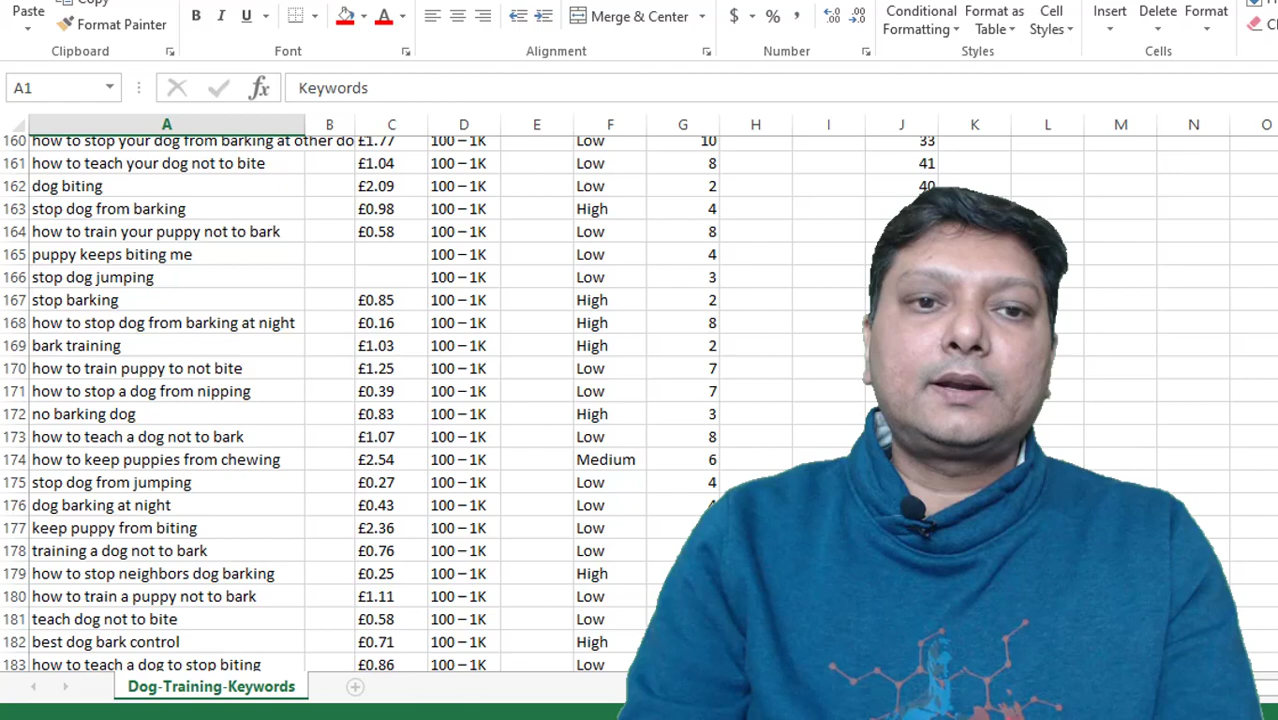 Paste
Format Painter
Clipboard
B I U
Font
Merge & Center
Alignment
$ % ,
Number
Conditional Formatting
Format as Table
Cell Styles
Styles
Insert
Delete
Format
Cells
A1
fx
Keywords
A B C D E F G H I J K L M N O
160 how to stop your dog from barking at other do £1.77 100 – 1K Low 10 33
161 how to teach your dog not to bite £1.04 100 – 1K Low 8 41
162 dog biting £2.09 100 – 1K Low 2 40
163 stop dog from barking £0.98 100 – 1K High 4
164 how to train your puppy not to bark £0.58 100 – 1K Low 8
165 puppy keeps biting me 100 – 1K Low 4
166 stop dog jumping 100 – 1K Low 3
167 stop barking £0.85 100 – 1K High 2
168 how to stop dog from barking at night £0.16 100 – 1K High 8
169 bark training £1.03 100 – 1K High 2
170 how to train puppy to not bite £1.25 100 – 1K Low 7
171 how to stop a dog from nipping £0.39 100 – 1K Low 7
172 no barking dog £0.83 100 – 1K High 3
173 how to teach a dog not to bark £1.07 100 – 1K Low 8
174 how to keep puppies from chewing £2.54 100 – 1K Medium 6
175 stop dog from jumping £0.27 100 – 1K Low 4
176 dog barking at night £0.43 100 – 1K Low
177 keep puppy from biting £2.36 100 – 1K Low
178 training a dog not to bark £0.76 100 – 1K Low
179 how to stop neighbors dog barking £0.25 100 – 1K High
180 how to train a puppy not to bark £1.11 100 – 1K Low
181 teach dog not to bite £0.58 100 – 1K Low
182 best dog bark control £0.71 100 – 1K High
183 how to teach a dog to stop biting £0.86 100 – 1K Low
Dog-Training-Keywords